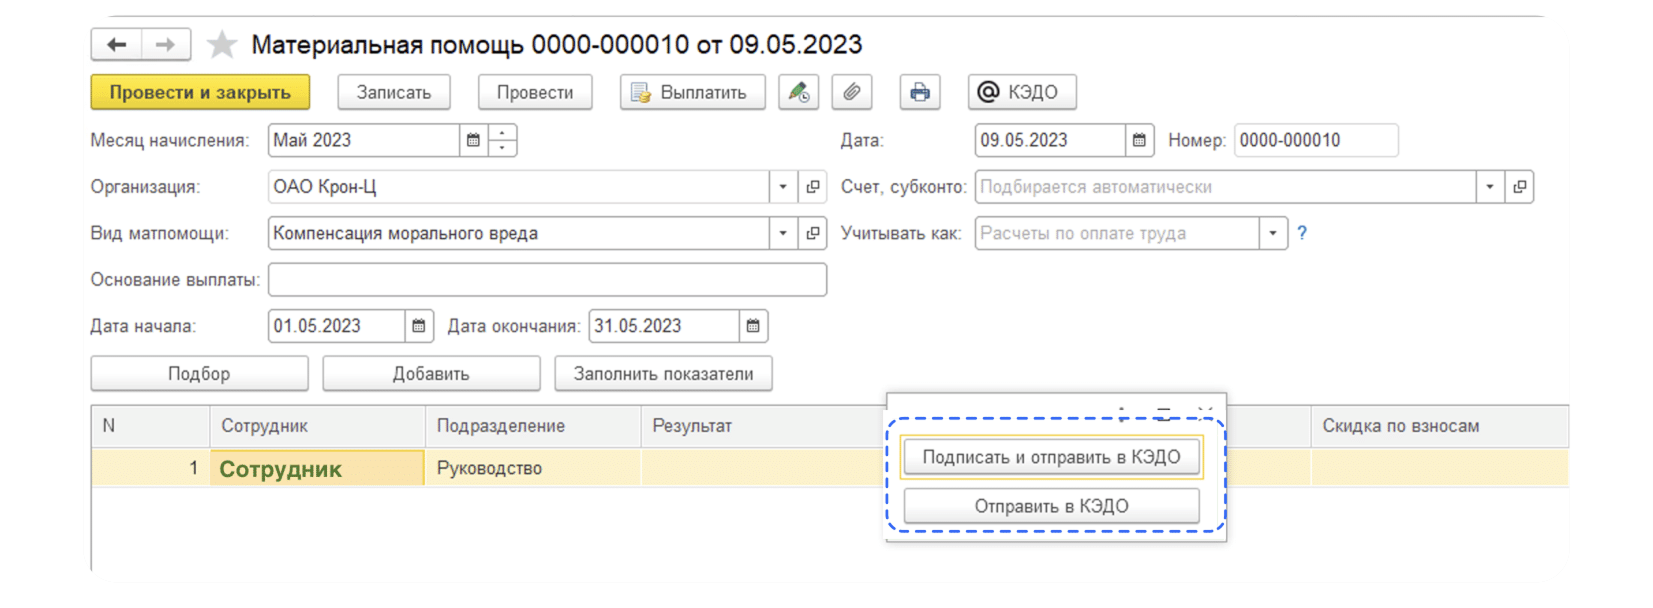 Материальная помощь 0000-000010 от 09.05.2023
Провести и закрыть Записать Провести Выплатить @ КЭДО
Месяц начисления: Май 2023 Дата: 09.05.2023 Номер: 0000-000010
Организация: ОАО Крон-Ц Счет, субконто: Подбирается автоматически
Вид матпомощи: Компенсация морального вреда Учитывать как: Расчеты по оплате труда ?
Основание выплаты:
Дата начала: 01.05.2023 Дата окончания: 31.05.2023
Подбор Добавить Заполнить показатели
N Сотрудник Подразделение Результат Скидка по взносам
1 Сотрудник Руководство
Подписать и отправить в КЭДО
Отправить в КЭДО